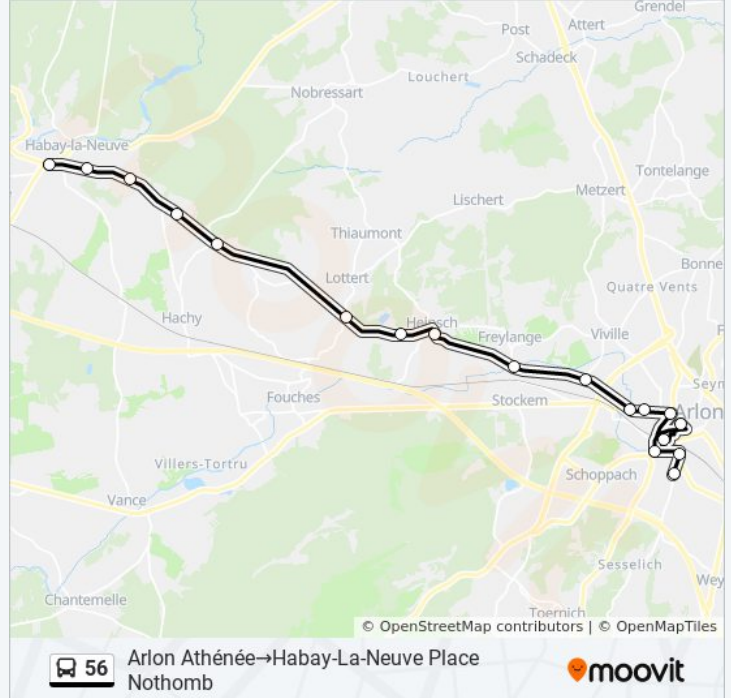 Grendel
Post
Attert
Schadeck
Louchert
Nobressart
Habay-la-Neuve
Tontelange
Metzert
Lischert
Thiaumont
Bonne
Lottert
Quatre Vents
Hachy
Heinsch
Freylange
Viville
F
Seyn
Fouches
Stockem
Arlon
Villers-Tortru
Schoppach
Vance
Sesselich
Wey
Chantemelle
Toernich
© OpenStreetMap contributors | © OpenMapTiles
56
Arlon Athénée→Habay-La-Neuve Place
Nothomb
moovit